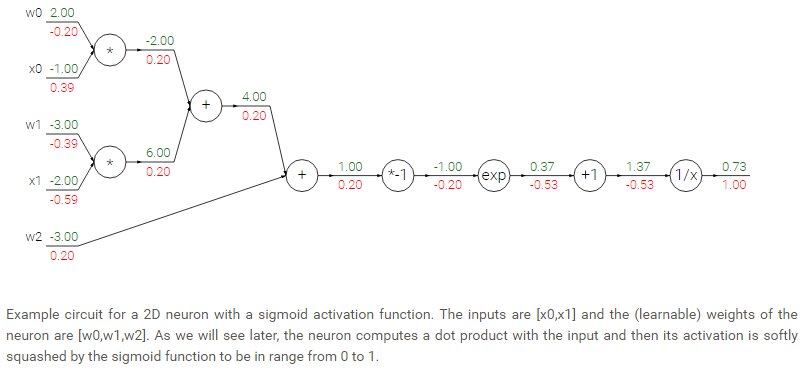 w0 2.00
-0.20
*
-2.00
0.20
x0 -1.00
0.39
+
4.00
0.20
w1 -3.00
-0.39
*
6.00
0.20
x1 -2.00
-0.59
+
1.00
0.20
*-1
-1.00
-0.20
exp
0.37
-0.53
+1
1.37
-0.53
1/x
0.73
1.00
w2 -3.00
0.20
Example circuit for a 2D neuron with a sigmoid activation function. The inputs are [x0,x1] and the (learnable) weights of the
neuron are [w0,w1,w2]. As we will see later, the neuron computes a dot product with the input and then its activation is softly
squashed by the sigmoid function to be in range from 0 to 1.